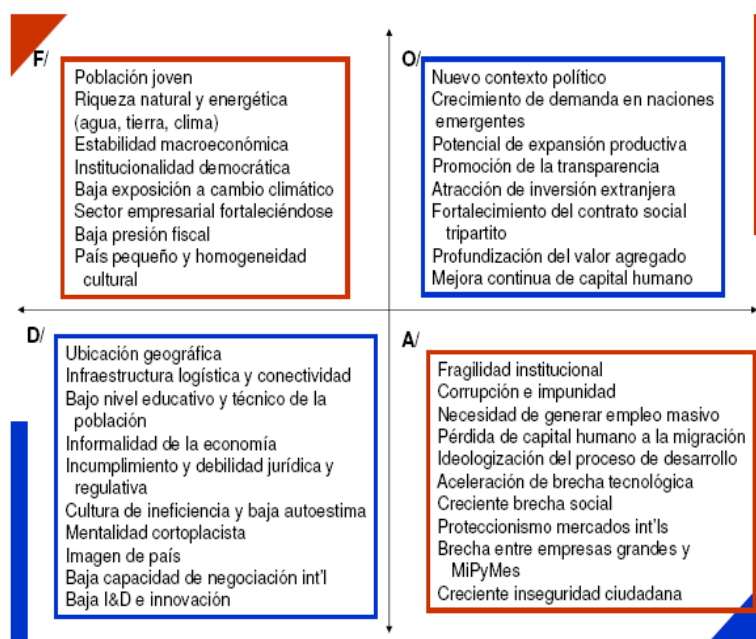 F/
Población joven
Riqueza natural y energética
(agua, tierra, clima)
Estabilidad macroeconómica
Institucionalidad democrática
Baja exposición a cambio climático
Sector empresarial fortaleciéndose
Baja presión fiscal
País pequeño y homogeneidad
cultural
O/
Nuevo contexto político
Crecimiento de demanda en naciones
emergentes
Potencial de expansión productiva
Promoción de la transparencia
Atracción de inversión extranjera
Fortalecimiento del contrato social
tripartito
Profundización del valor agregado
Mejora continua de capital humano
D/
Ubicación geográfica
Infraestructura logística y conectividad
Bajo nivel educativo y técnico de la
población
Informalidad de la economía
Incumplimiento y debilidad jurídica y
regulativa
Cultura de ineficiencia y baja autoestima
Mentalidad cortoplacista
Imagen de país
Baja capacidad de negociación int'l
Baja I&D e innovación
A/
Fragilidad institucional
Corrupción e impunidad
Necesidad de generar empleo masivo
Pérdida de capital humano a la migración
Ideologización del proceso de desarrollo
Aceleración de brecha tecnológica
Creciente brecha social
Proteccionismo mercados int'ls
Brecha entre empresas grandes y
MiPyMes
Creciente inseguridad ciudadana